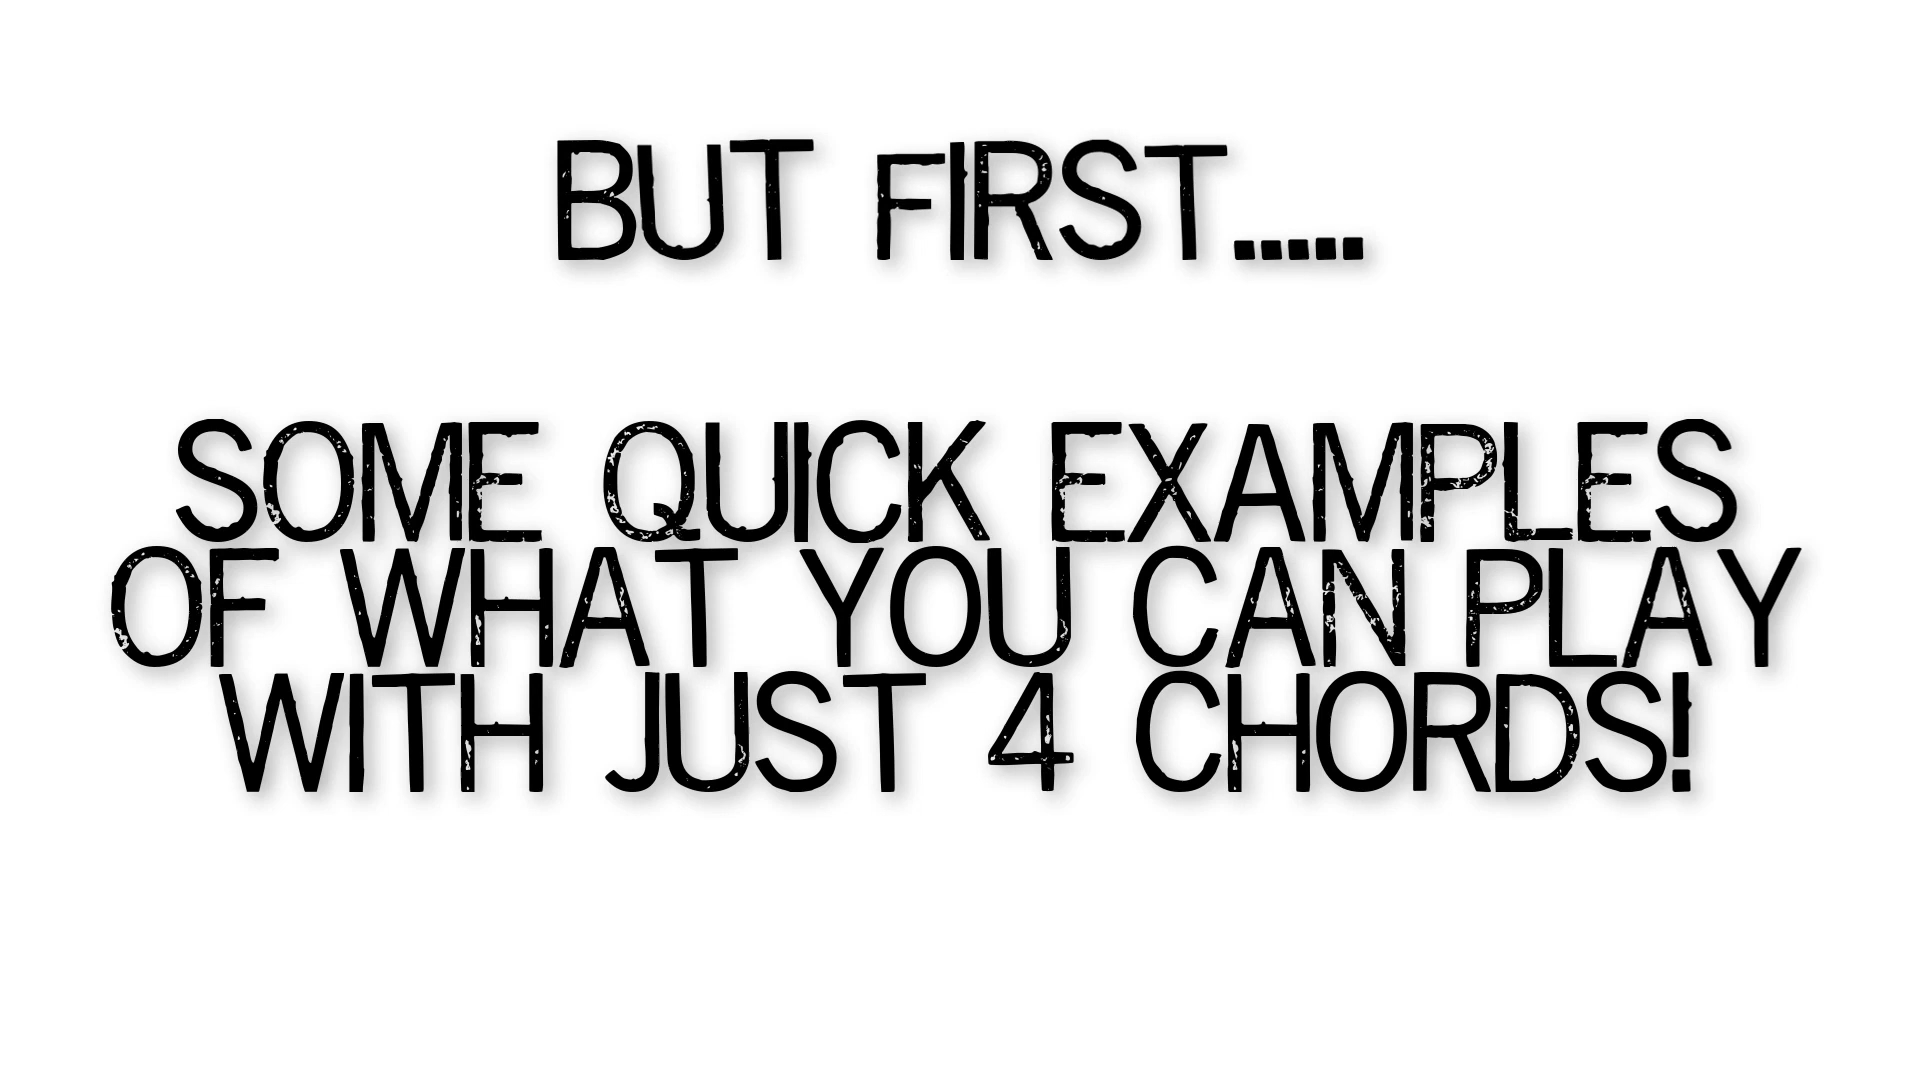 BUT FIRST.....
SOME QUICK EXAMPLES
OF WHAT YOU CAN PLAY
WITH JUST 4 CHORDS!